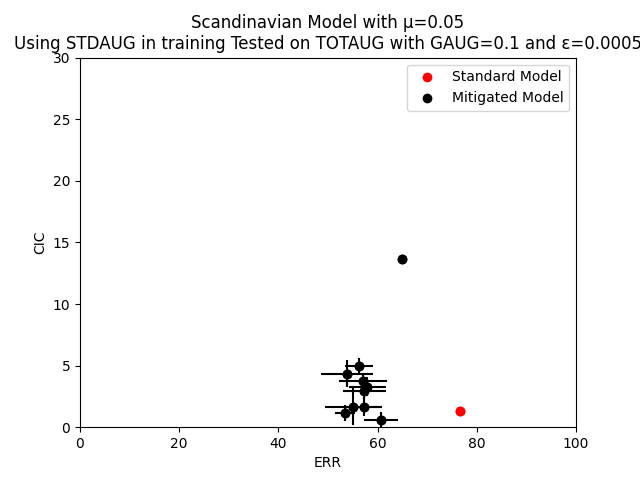 Scandinavian Model with μ=0.05
Using STDAUG in training Tested on TOTAUG with GAUG=0.1 and ε=0.0005
Standard Model
Mitigated Model
30
25
20
15
10
5
0
CIC
0 20 40 60 80 100
ERR